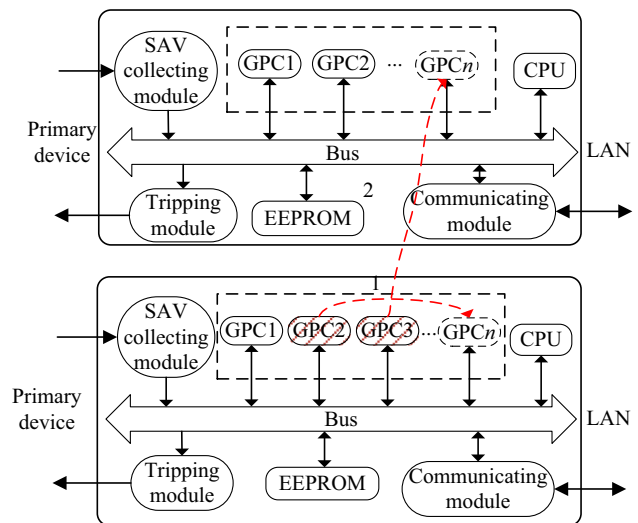 SAV
collecting
module
GPC1
GPC2
...
GPCn
CPU
Primary
device
Bus
LAN
Tripping
module
EEPROM
2
Communicating
module
1
SAV
collecting
module
GPC1
GPC2
GPC3
...
GPCn
CPU
Primary
device
Bus
LAN
Tripping
module
EEPROM
Communicating
module